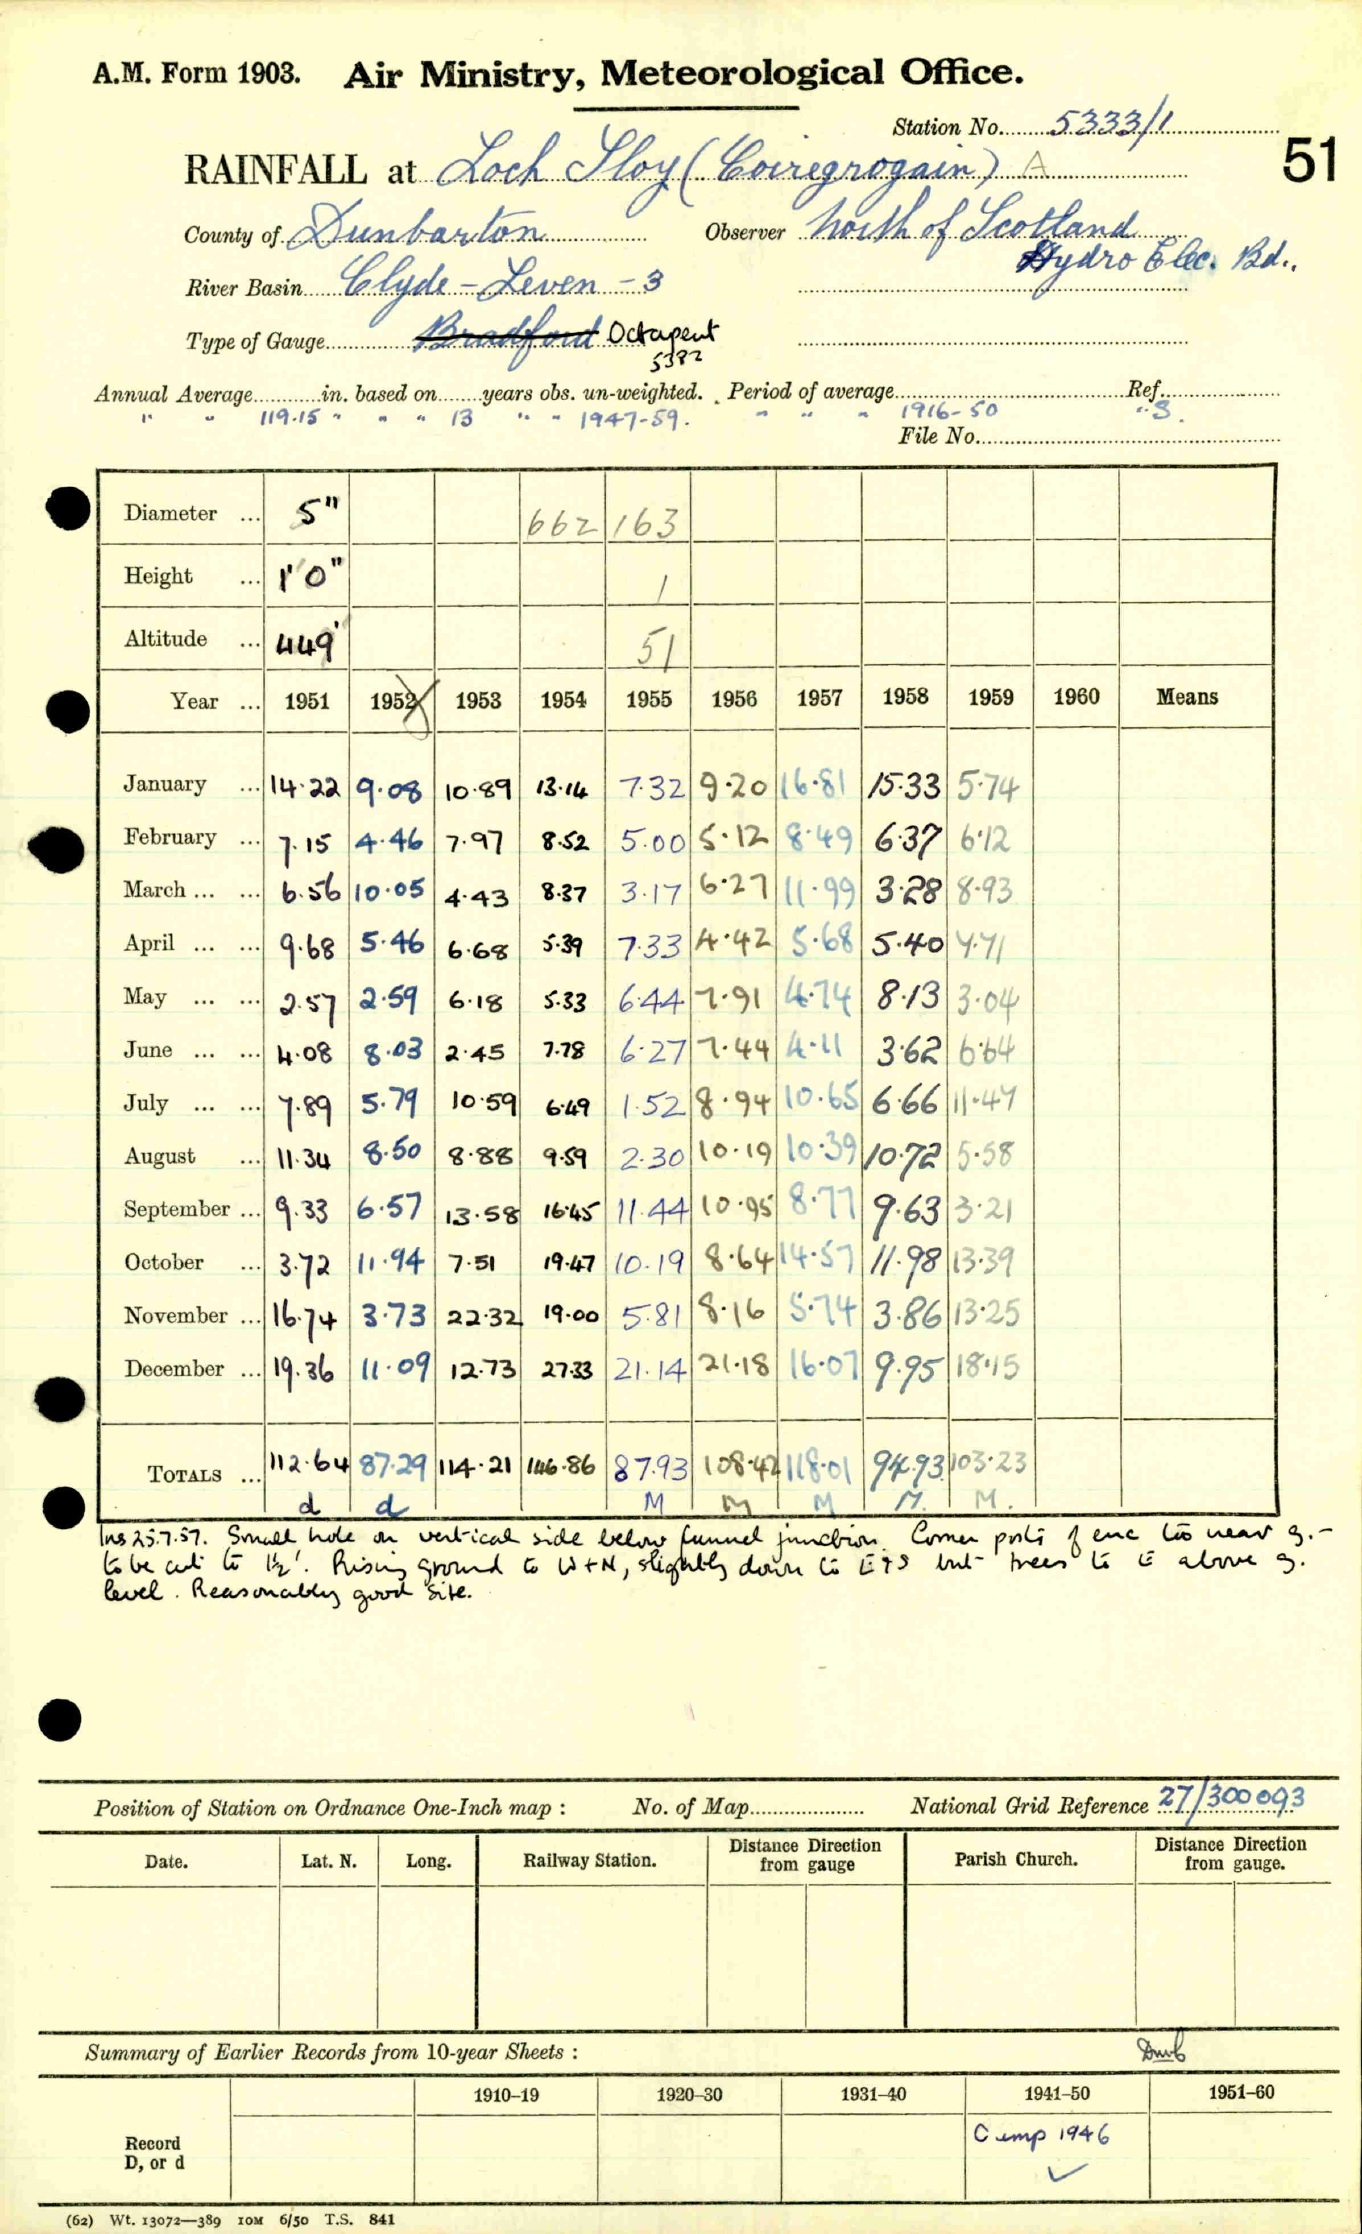 A.M. Form 1903. Air Ministry, Meteorological Office.
Station No. 5333/1
51
RAINFALL at Loch Sloy (Coiregrogain) A
County of Dunbarton Observer North of Scotland
Hydro Elec. Bd.,
River Basin Clyde - Leven - 3
Type of Gauge Bradford Octapent
5382
Annual Average in. based on years obs. un-weighted. Period of average Ref.
" " 119.15 " " " 13 " " 1947-59. " " " 1916-50 " S.
File No.
Diameter ... 5" 662 163
Height ... 1'0" 1
Altitude ... 449' 51
Year ... 1951 1952 1953 1954 1955 1956 1957 1958 1959 1960 Means
January ... 14.22 9.08 10.89 13.14 7.32 9.20 16.81 15.33 5.74
February ... 7.15 4.46 7.97 8.52 5.00 5.12 8.49 6.37 6.12
March ... ... 6.56 10.05 4.43 8.37 3.17 6.27 11.99 3.28 8.93
April ... ... 9.68 5.46 6.68 5.39 7.33 4.42 5.68 5.40 7.71
May ... ... 2.57 2.59 6.18 5.33 6.44 7.91 4.74 8.13 3.04
June ... ... 4.08 8.03 2.45 7.78 6.27 7.44 4.11 3.62 6.64
July ... ... 7.89 5.79 10.59 6.49 1.52 8.94 10.65 6.66 11.47
August ... 11.34 8.50 8.88 9.59 2.30 10.19 10.39 10.72 5.58
September ... 9.33 6.57 13.58 16.45 11.44 10.95 8.77 9.63 3.21
October ... 3.72 11.94 7.51 19.47 10.19 8.64 14.57 11.98 13.39
November ... 16.74 3.73 22.32 19.00 5.81 8.16 5.74 3.86 13.25
December ... 19.36 11.09 12.73 27.33 21.14 21.18 16.07 9.95 18.15
TOTALS ... 112.64 87.29 114.21 146.86 87.93 108.42 118.01 94.93 103.23
d d M M M M. M.
Ins 25.7.57. Small hole on vertical side below funnel junction. Corner posts of enc too near g. -
to be cut to 1½'. Rising ground to W+N, slightly down to E+S but trees to E above g.
level. Reasonably good site.
Position of Station on Ordnance One-Inch map : No. of Map National Grid Reference 27/300093
Date. Lat. N. Long. Railway Station. Distance from gauge Direction Parish Church. Distance from gauge. Direction
Summary of Earlier Records from 10-year Sheets :
1910-19 1920-30 1931-40 1941-50 1951-60
Record
D, or d
Cump 1946
✓
(62) Wt. 13072—389 10M 6/50 T.S. 841